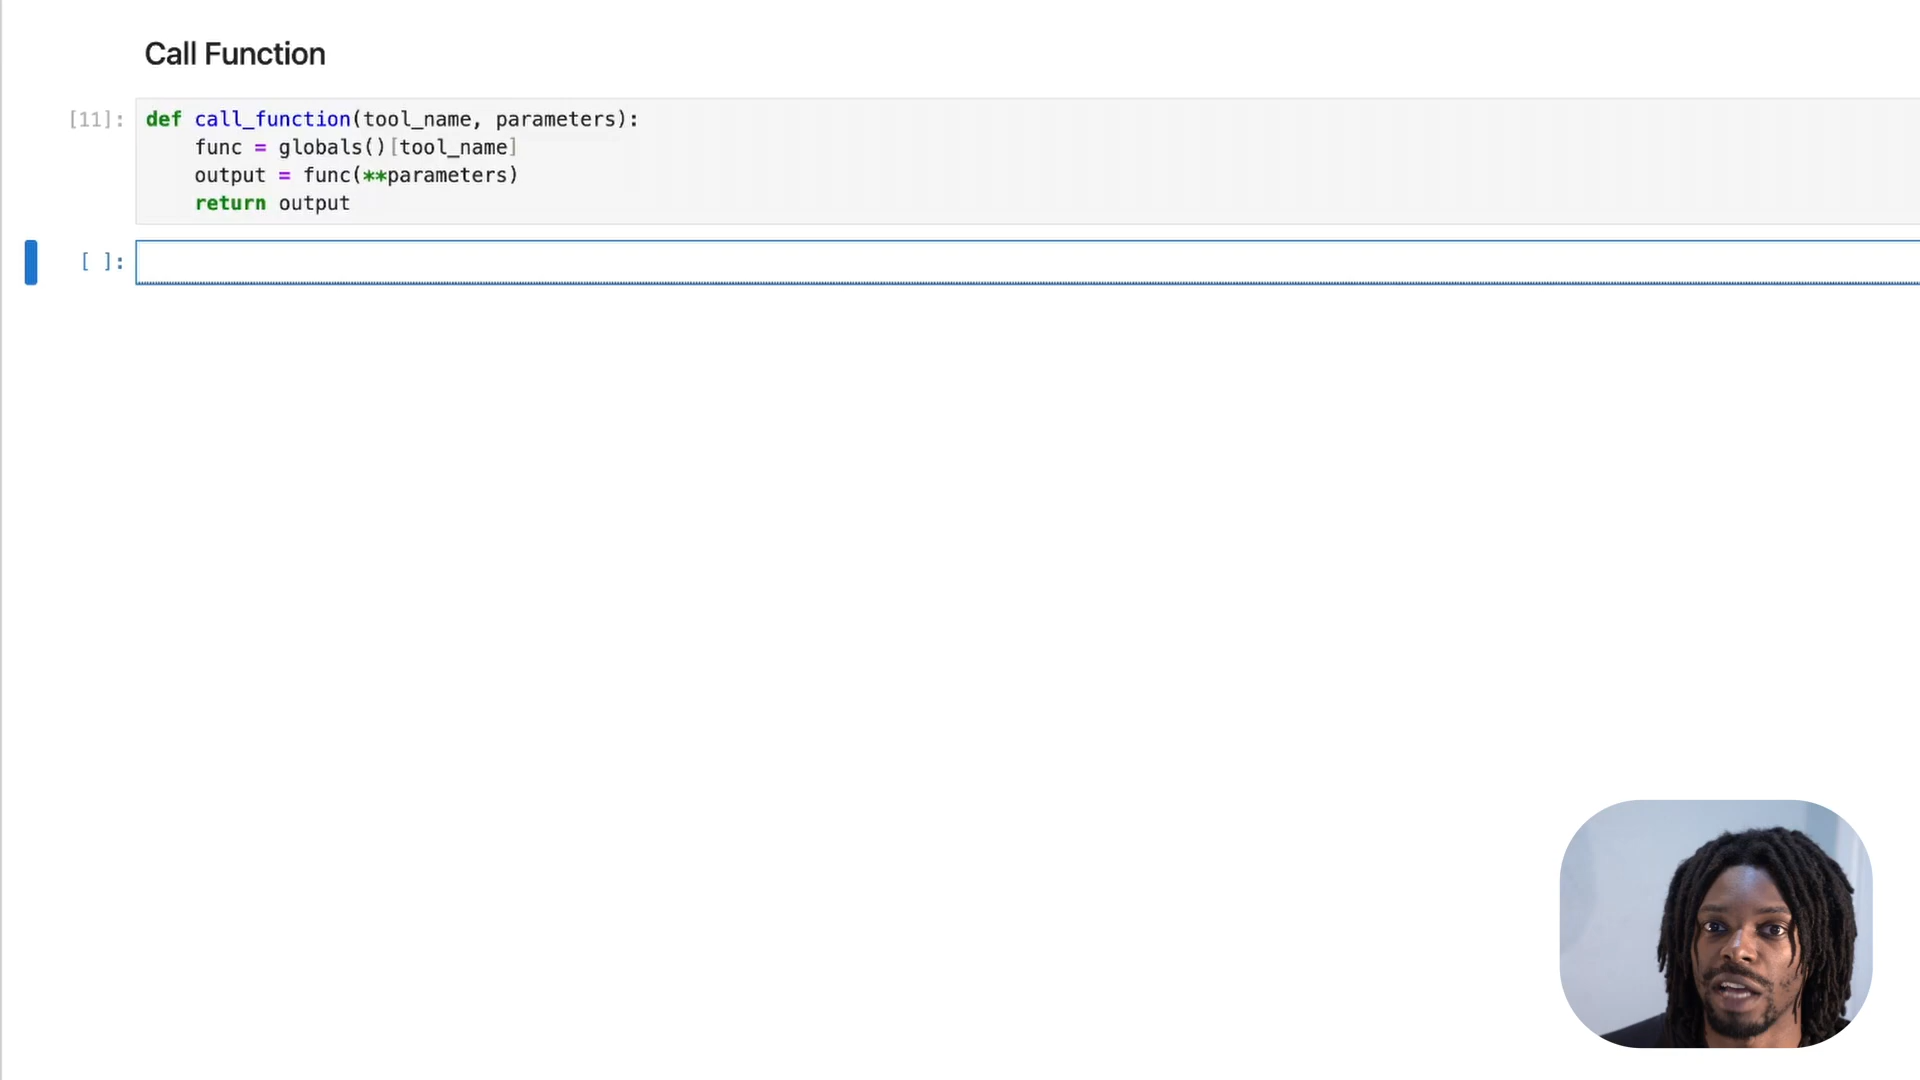 Call Function
[11]: def call_function(tool_name, parameters):
    func = globals()[tool_name]
    output = func(**parameters)
    return output
[ ]: